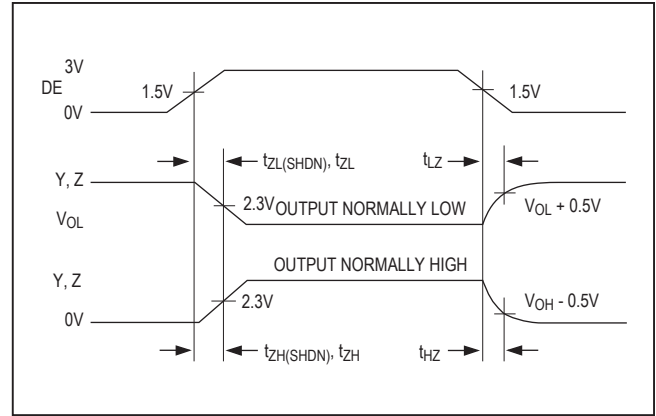 3V
DE
1.5V
1.5V
0V
tZL(SHDN), tZL
tLZ
Y, Z
2.3V
OUTPUT NORMALLY LOW
VOL + 0.5V
VOL
OUTPUT NORMALLY HIGH
Y, Z
2.3V
VOH - 0.5V
0V
tZH(SHDN), tZH
tHZ